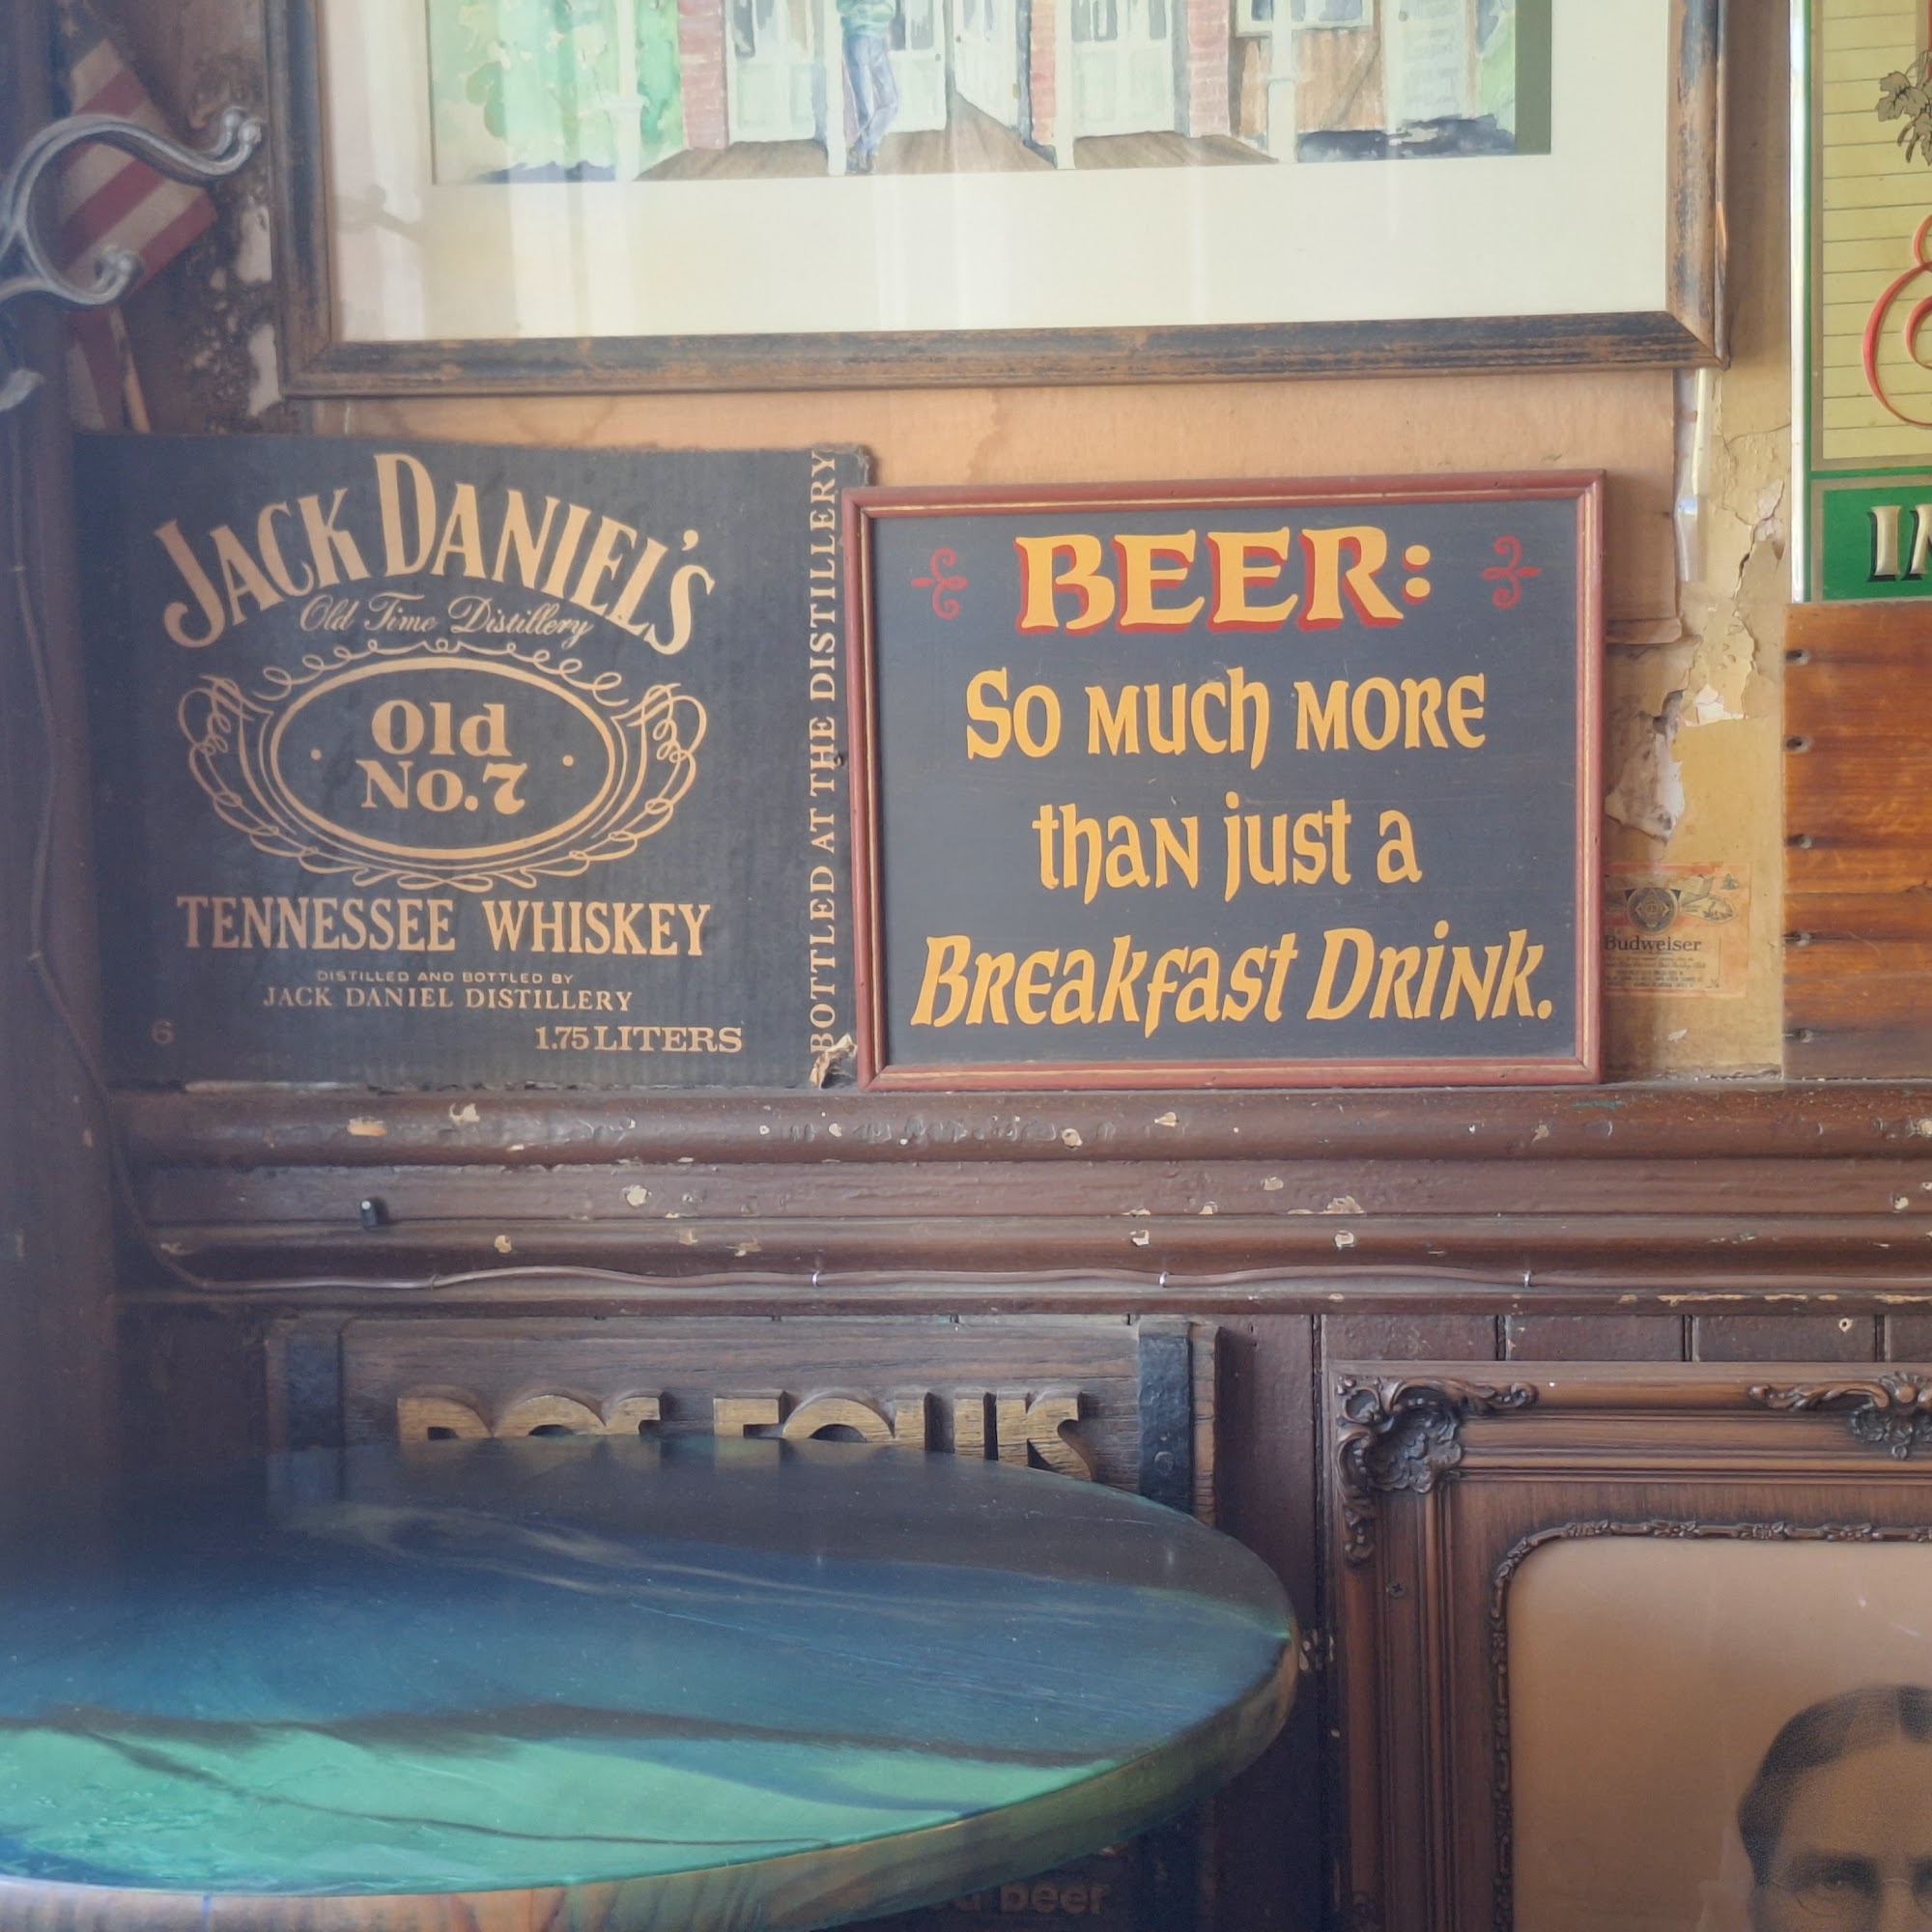 JACK DANIEL'S
Old Time Distillery
Old
No.7
TENNESSEE WHISKEY
DISTILLED AND BOTTLED BY
JACK DANIEL DISTILLERY
6
1.75 LITERS
BOTTLED AT THE DISTILLERY
BEER:
So much more
than just a
Breakfast Drink.
Budweiser
beer